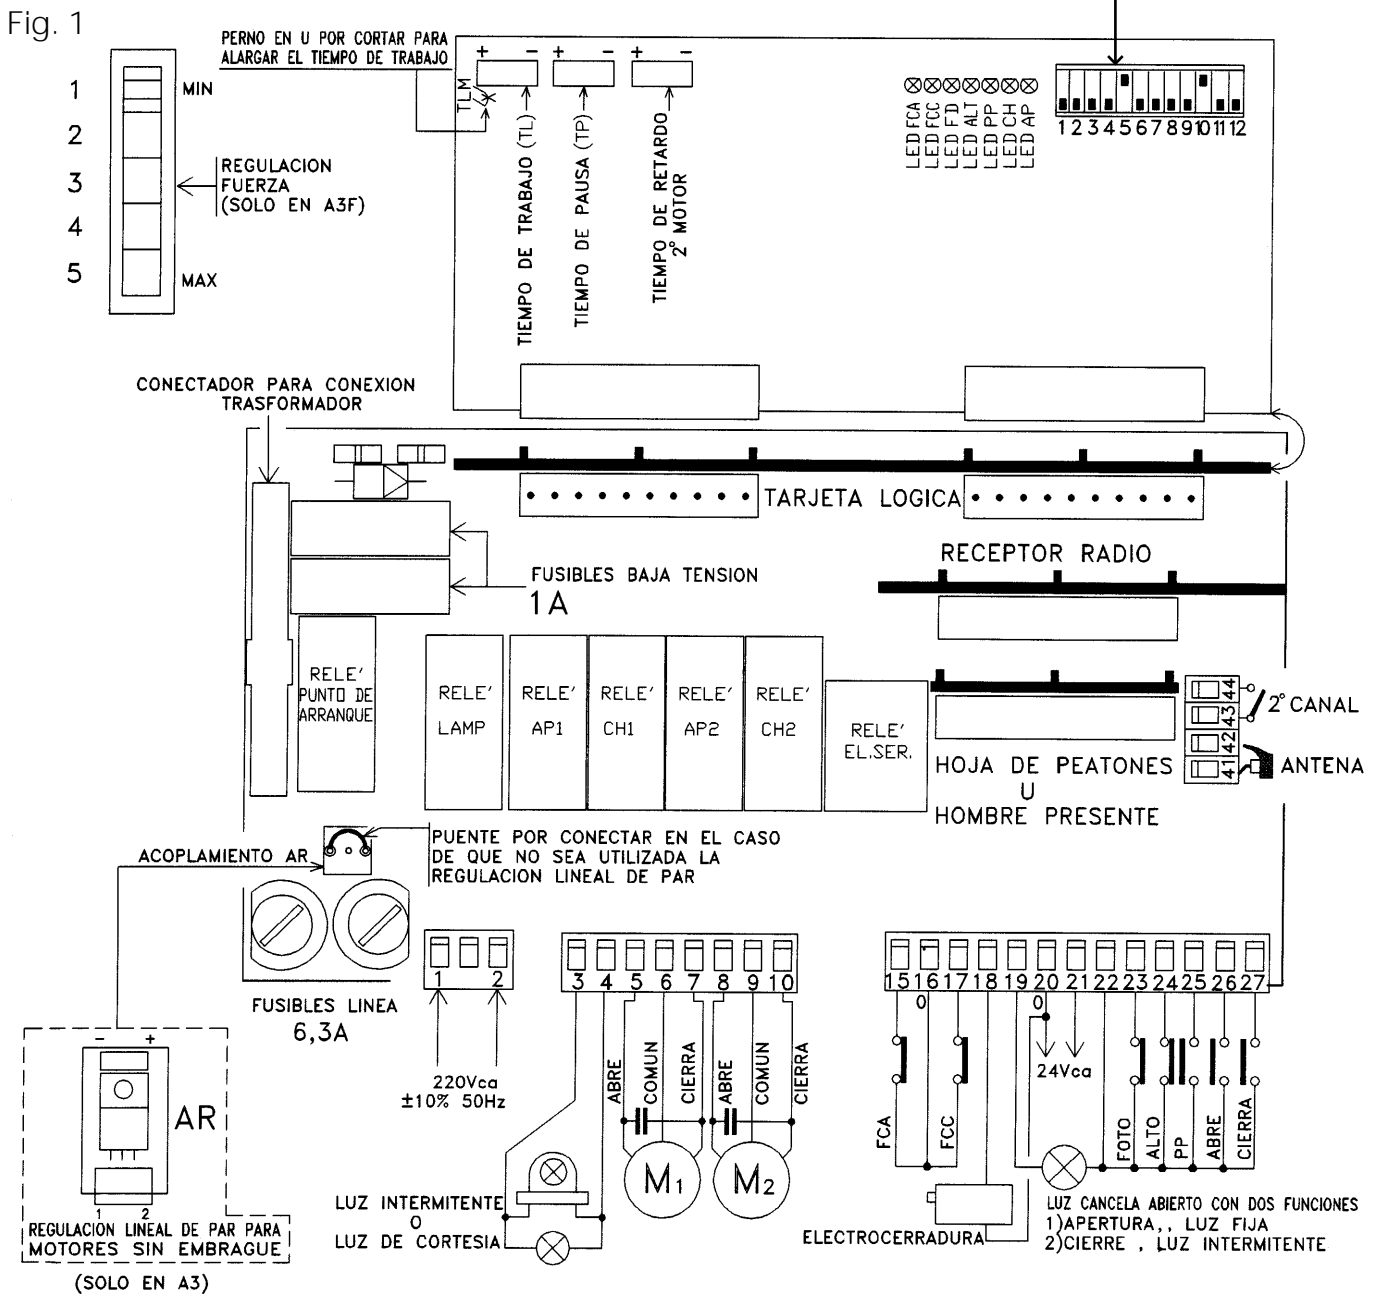 Fig. 1
PERNO EN U POR CORTAR PARA
ALARGAR EL TIEMPO DE TRABAJO
1
2
3
4
5
MIN
MAX
REGULACION
FUERZA
(SOLO EN A3F)
TLM
+ −
+ −
+ −
TIEMPO DE TRABAJO (TL)
TIEMPO DE PAUSA (TP)
TIEMPO DE RETARDO
2° MOTOR
LED FCA
LED FCC
LED FD
LED ALT
LED PP
LED CH
LED AP
1 2 3 4 5 6 7 8 9 10 11 12
CONECTADOR PARA CONEXION
TRASFORMADOR
TARJETA LOGICA
RECEPTOR RADIO
FUSIBLES BAJA TENSION
1A
RELE'
PUNTO DE
ARRANQUE
RELE'
LAMP
RELE'
AP1
RELE'
CH1
RELE'
AP2
RELE'
CH2
RELE'
EL.SER.
HOJA DE PEATONES
U
HOMBRE PRESENTE
44
43
42
41
2° CANAL
ANTENA
ACOPLAMIENTO AR
PUENTE POR CONECTAR EN EL CASO
DE QUE NO SEA UTILIZADA LA
REGULACION LINEAL DE PAR
FUSIBLES LINEA
6,3A
1 2
220Vca
±10% 50Hz
3 4 5 6 7 8 9 10
ABRE
COMUN
CIERRA
ABRE
COMUN
CIERRA
M1
M2
LUZ INTERMITENTE
O
LUZ DE CORTESIA
15 16 17 18 19 20 21 22 23 24 25 26 27
0
0
24Vca
FCA
FCC
FOTO
ALTO
PP
ABRE
CIERRA
ELECTROCERRADURA
LUZ CANCELA ABIERTO CON DOS FUNCIONES
1)APERTURA,, LUZ FIJA
2)CIERRE , LUZ INTERMITENTE
− +
AR
1 2
REGULACION LINEAL DE PAR PARA
MOTORES SIN EMBRAGUE
(SOLO EN A3)